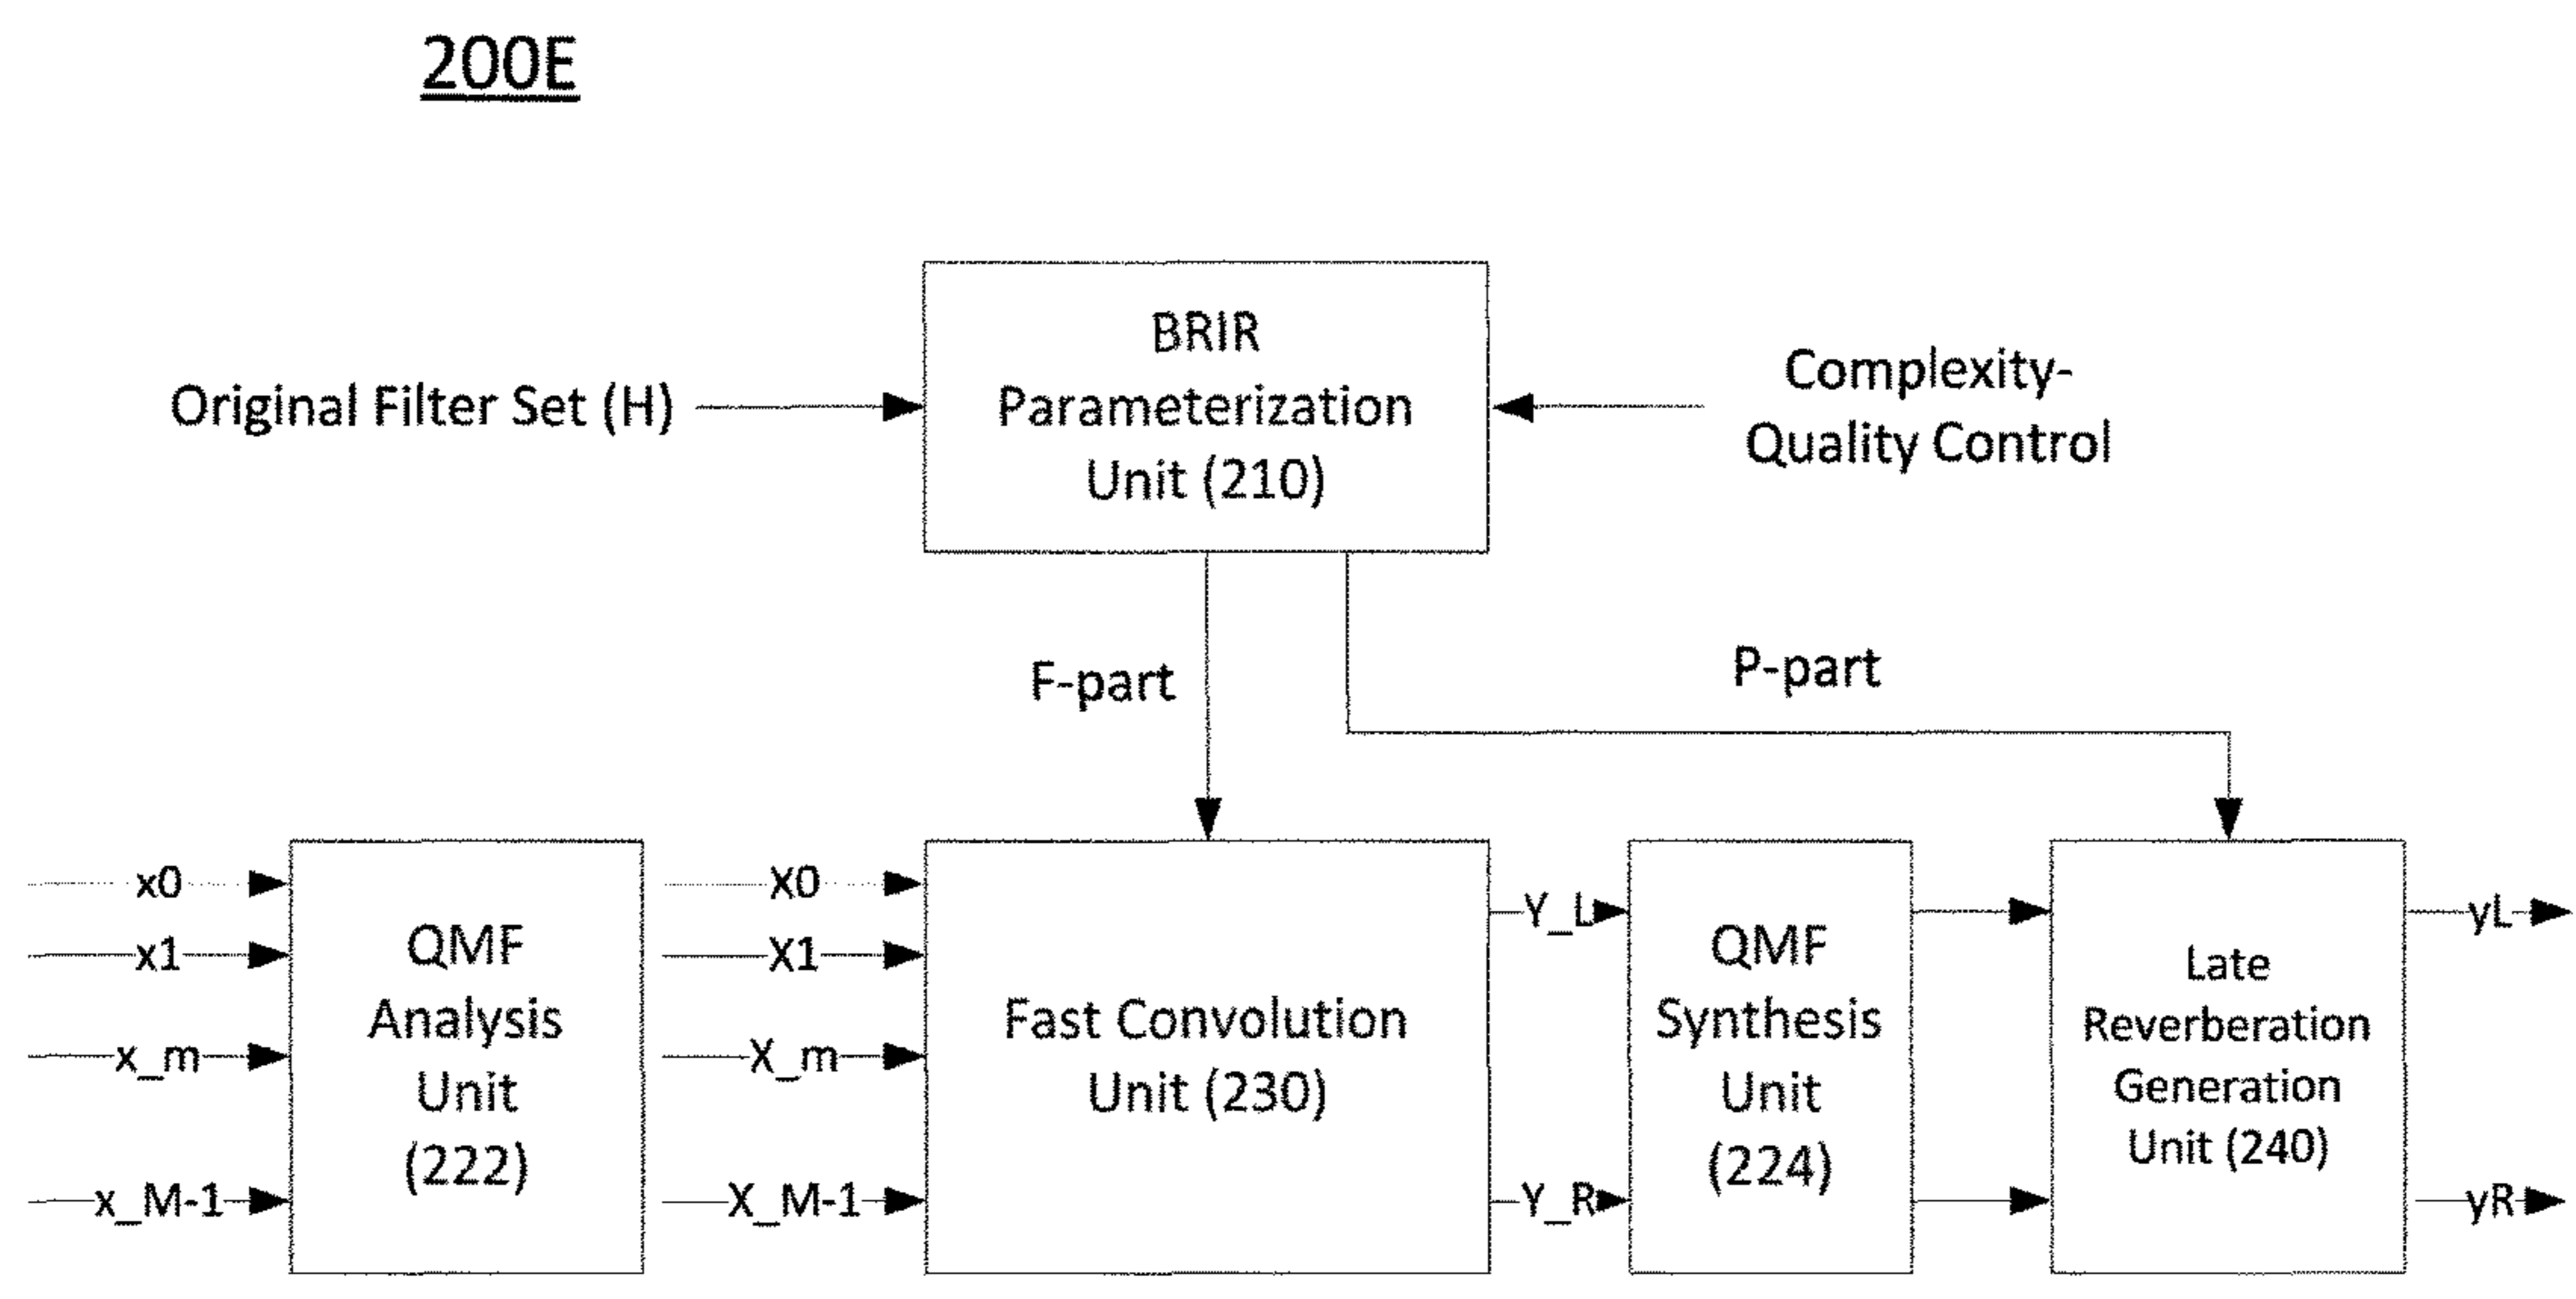 200E
BRIR
Parameterization
Unit (210)
Original Filter Set (H)
Complexity-
Quality Control
F-part
P-part
x0
x1
x_m
x_M-1
QMF
Analysis
Unit
(222)
X0
X1
X_m
X_M-1
Fast Convolution
Unit (230)
Y_L
Y_R
QMF
Synthesis
Unit
(224)
Late
Reverberation
Generation
Unit (240)
yL
yR